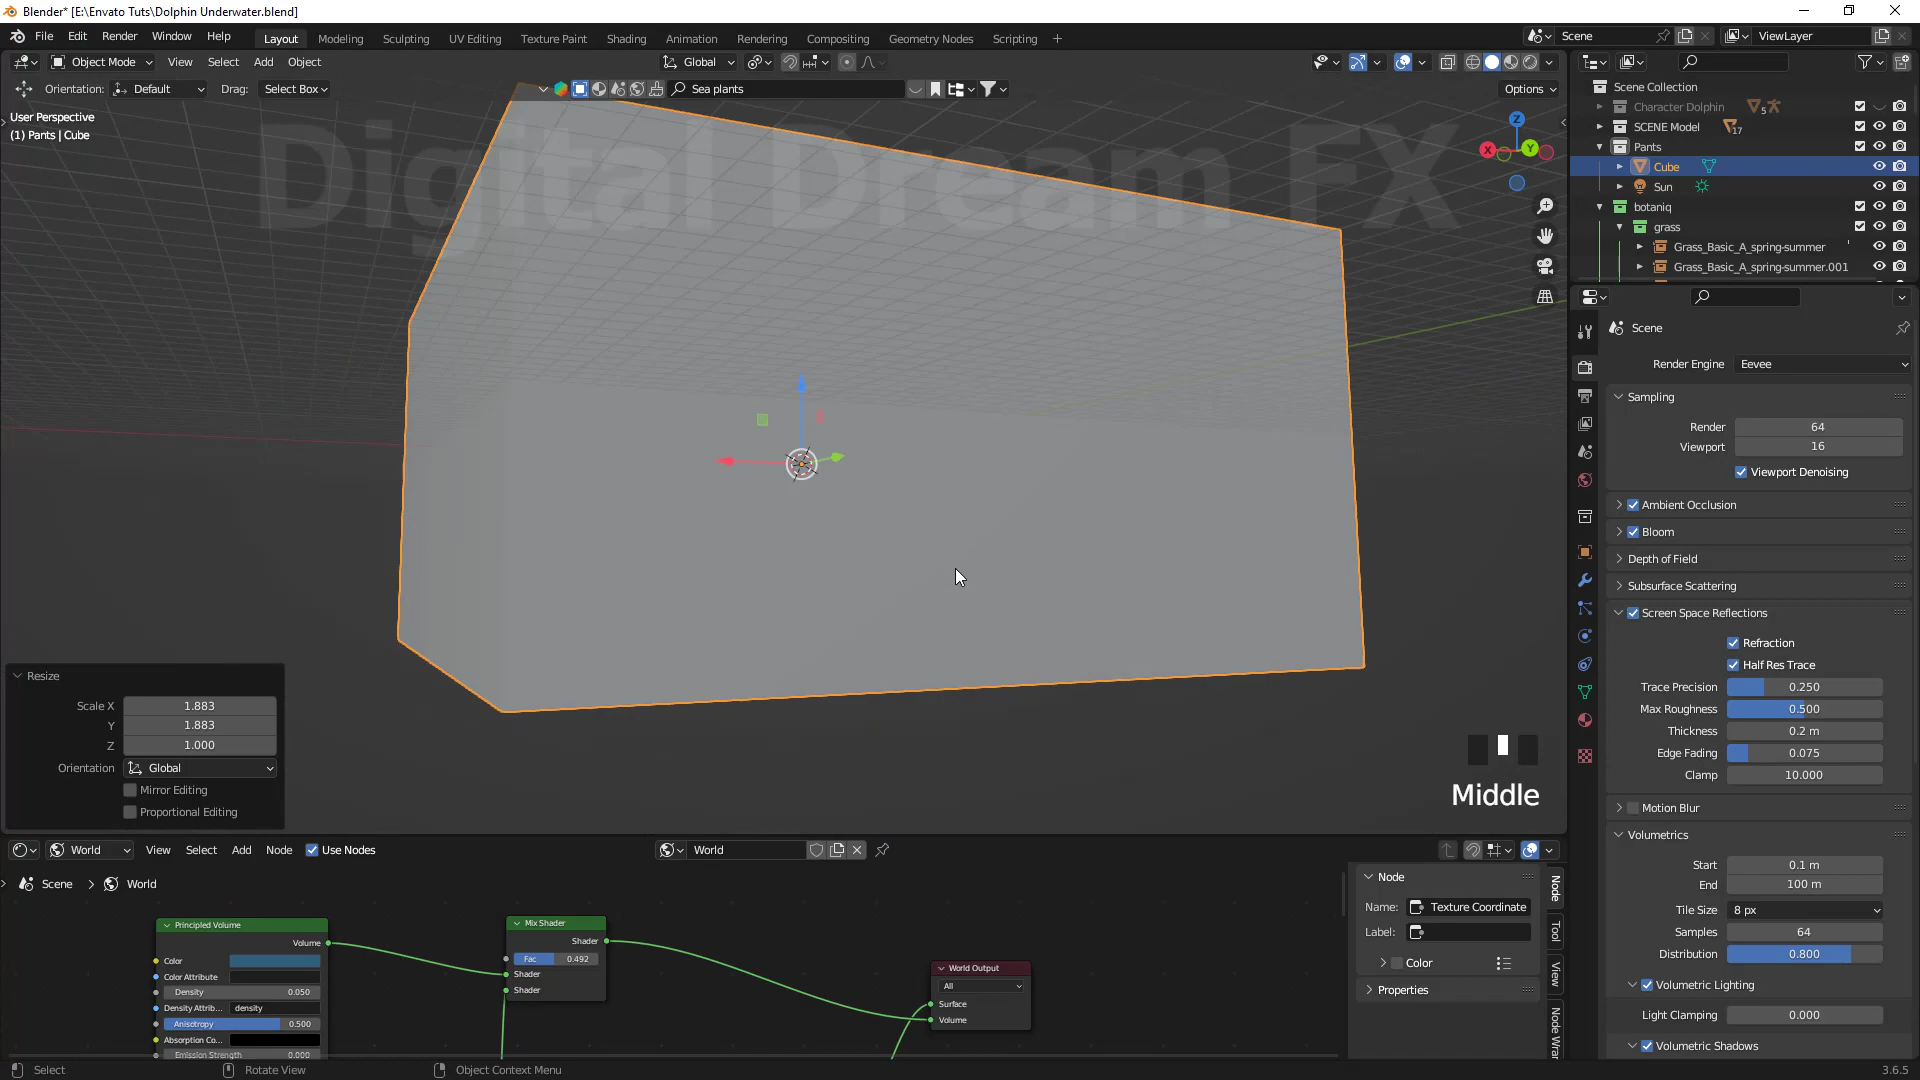 Blender* [E:\Envato Tuts\Dolphin Underwater.blend]
File Edit Render Window Help
Layout Modeling Sculpting UV Editing Texture Paint Shading Animation Rendering Compositing Geometry Nodes Scripting +
Scene
ViewLayer
Object Mode View Select Add Object
Global
Orientation: Default Drag: Select Box
Sea plants
Options
User Perspective
(1) Pants | Cube
Digital Dream FX
Z
X
Y
Scene Collection
Character Dolphin 5
SCENE Model 17
Pants
Cube
Sun
botaniq
grass
Grass_Basic_A_spring-summer
Grass_Basic_A_spring-summer.001
Scene
Render Engine Eevee
Sampling
Render 64
Viewport 16
Viewport Denoising
Ambient Occlusion
Bloom
Depth of Field
Subsurface Scattering
Screen Space Reflections
Refraction
Half Res Trace
Trace Precision 0.250
Max Roughness 0.500
Thickness 0.2 m
Edge Fading 0.075
Clamp 10.000
Motion Blur
Volumetrics
Start 0.1 m
End 100 m
Tile Size 8 px
Samples 64
Distribution 0.800
Volumetric Lighting
Light Clamping 0.000
Volumetric Shadows
Resize
Scale X 1.883
Y 1.883
Z 1.000
Orientation Global
Mirror Editing
Proportional Editing
Middle
World View Select Add Node Use Nodes
World
Scene > World
Principled Volume
Volume
Color
Color Attribute
Density 0.050
Density Attrib... density
Anisotropy 0.500
Absorption Co...
Emission Strength 0.000
Mix Shader
Shader
Fac 0.492
Shader
Shader
World Output
All
Surface
Volume
Node
Name: Texture Coordinate
Label:
Color
Properties
Node
Tool
View
Node Wran
Select
Rotate View
Object Context Menu
3.6.5